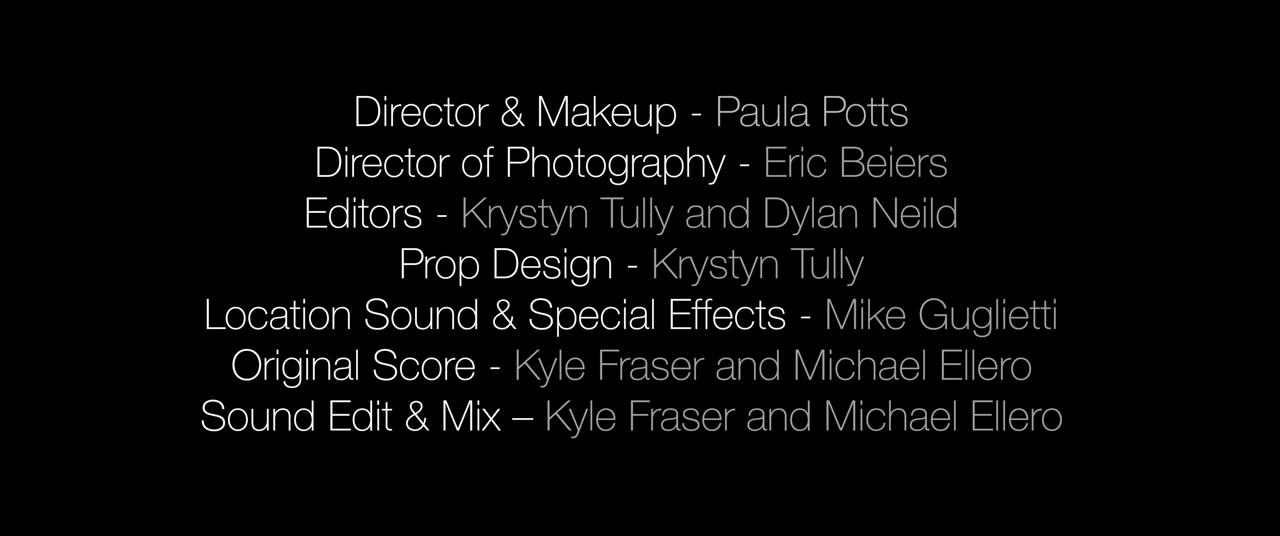 Director & Makeup - Paula Potts
Director of Photography - Eric Beiers
Editors - Krystyn Tully and Dylan Neild
Prop Design - Krystyn Tully
Location Sound & Special Effects - Mike Guglietti
Original Score - Kyle Fraser and Michael Ellero
Sound Edit & Mix – Kyle Fraser and Michael Ellero